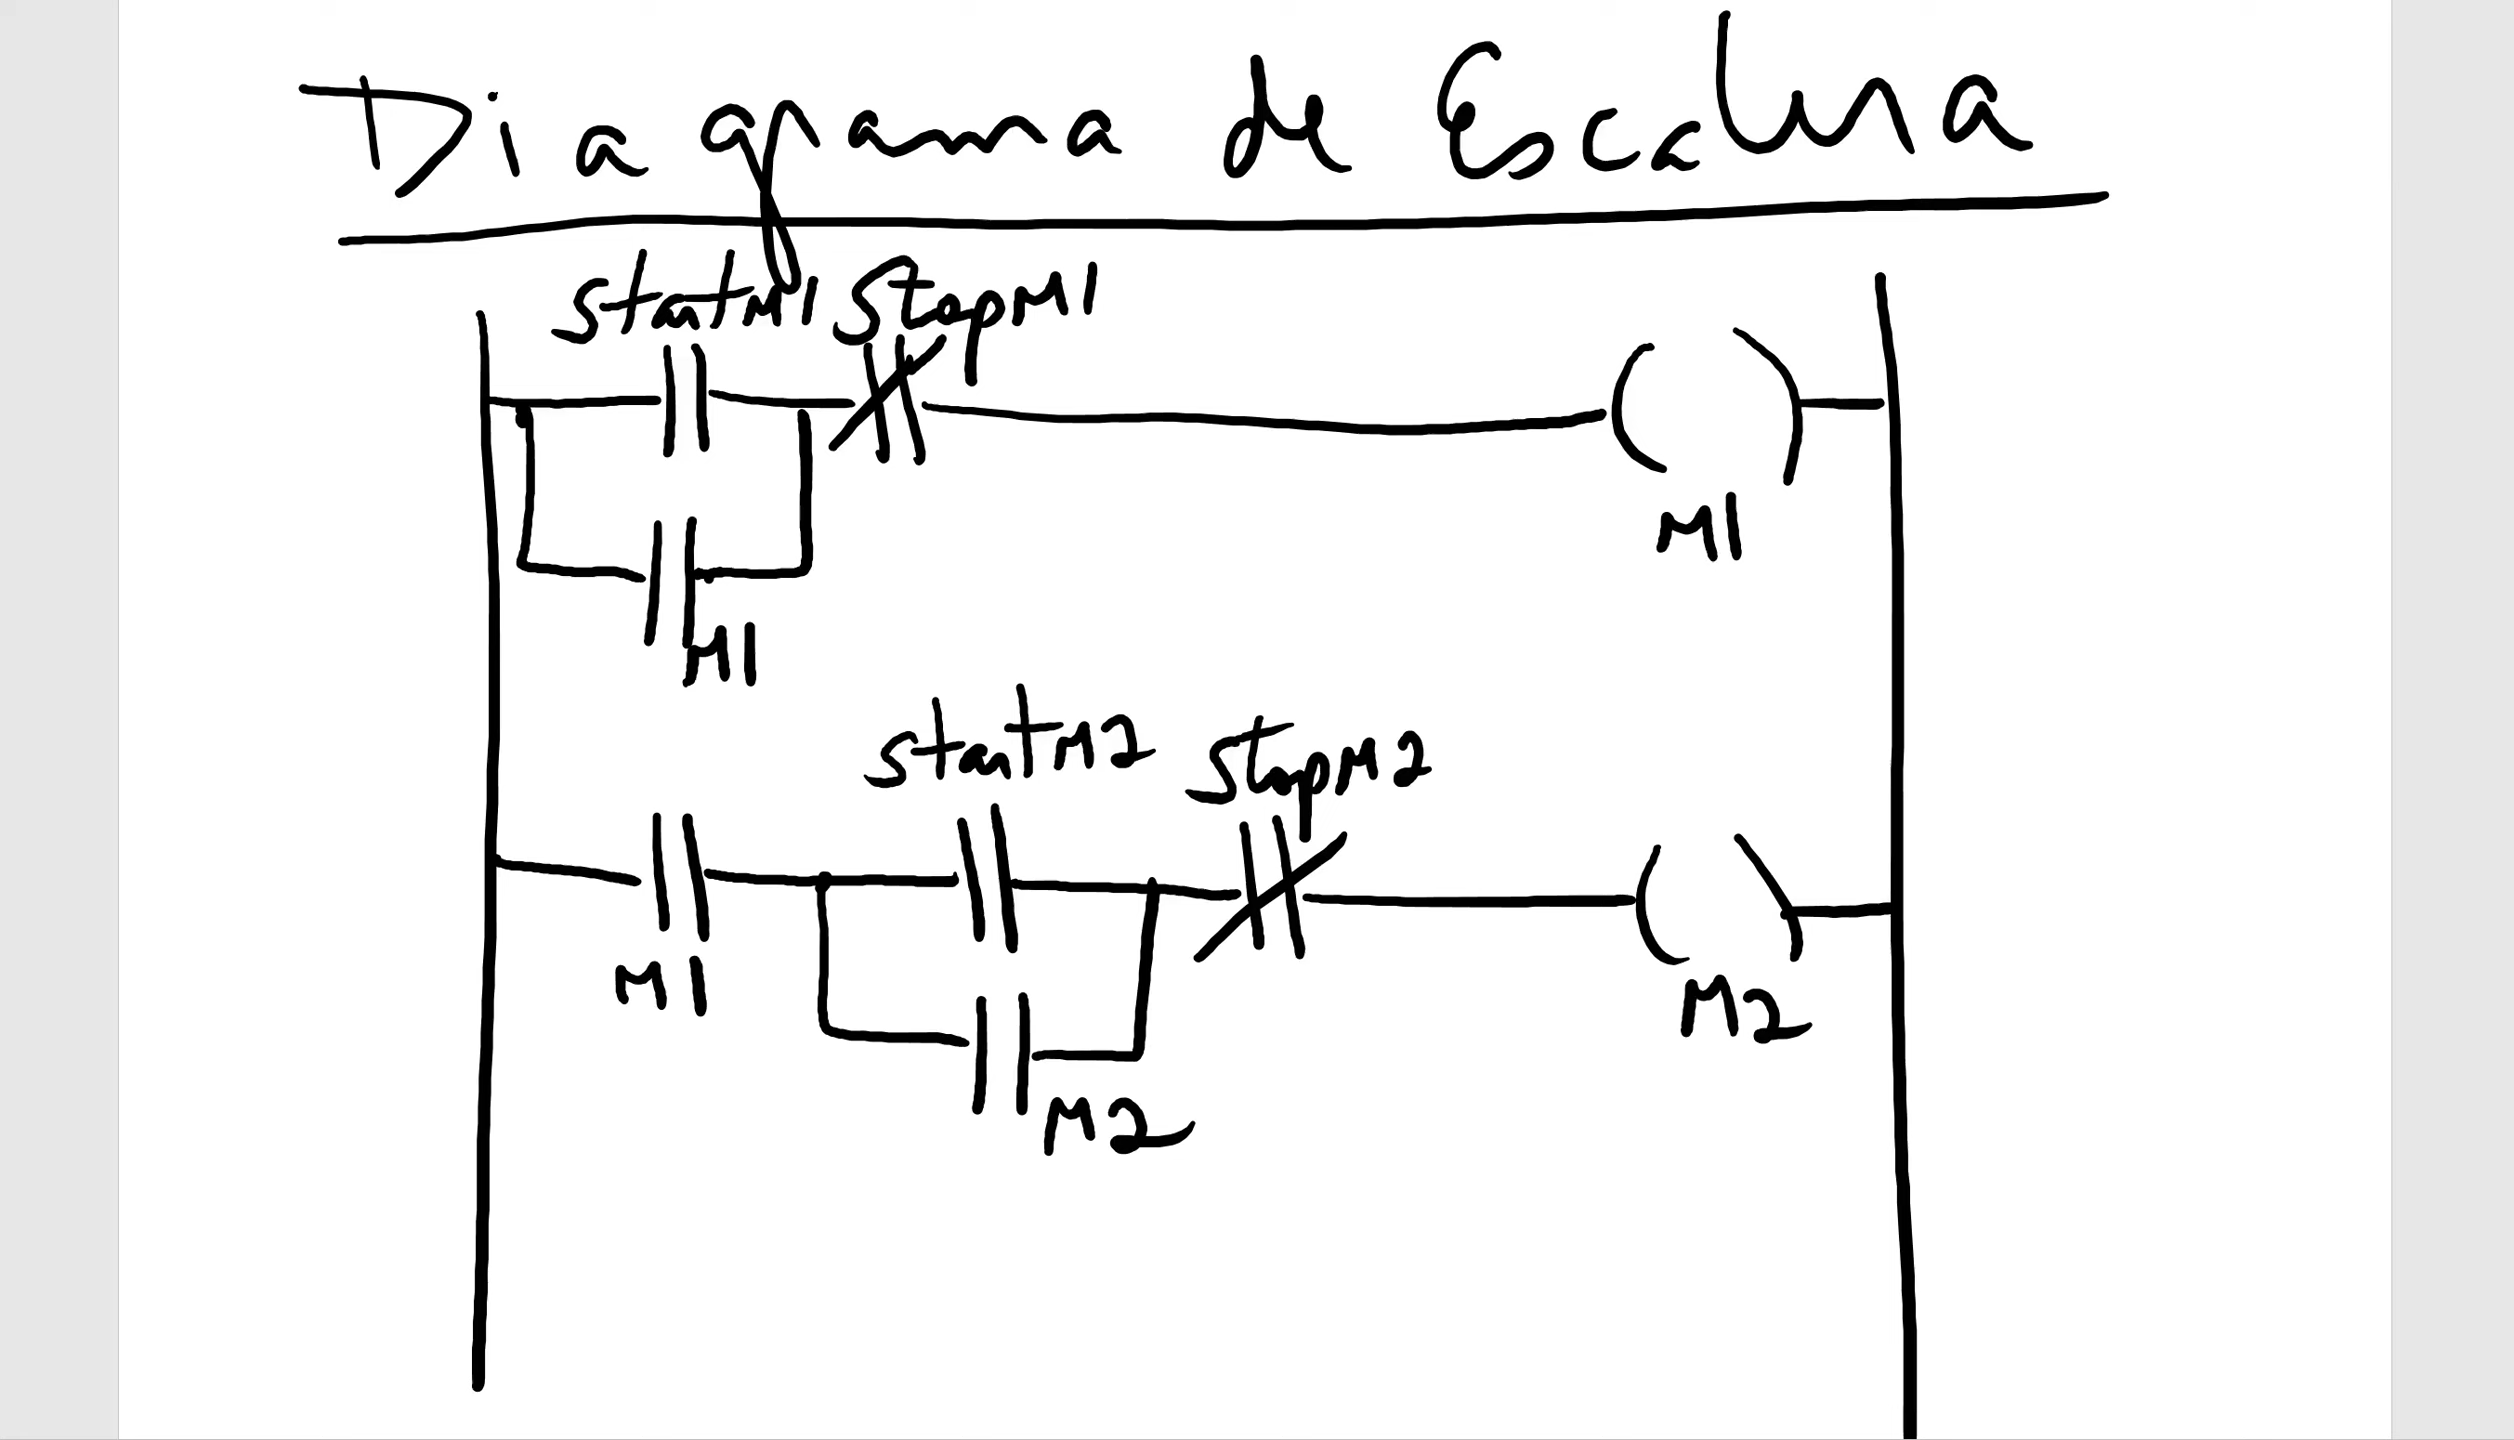 Diagrama de Escalera
StartM1 StopM1
M1
M1
StartM2 StopM2
M1
M2
M2